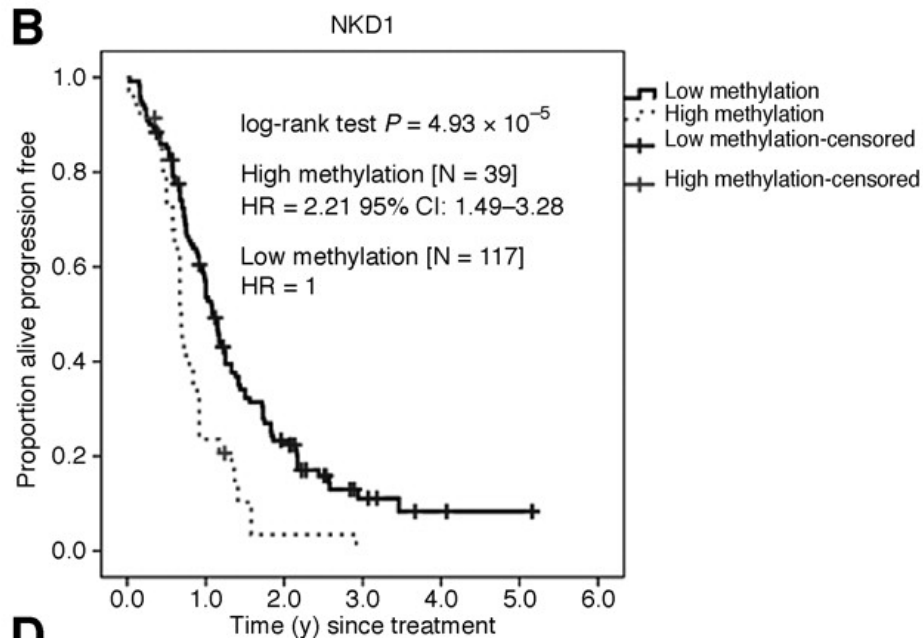 B
NKD1
Proportion alive progression free
1.0
0.8
0.6
0.4
0.2
0.0
log-rank test P = 4.93 × 10⁻⁵
High methylation [N = 39]
HR = 2.21 95% CI: 1.49–3.28
Low methylation [N = 117]
HR = 1
Low methylation
High methylation
Low methylation-censored
High methylation-censored
0.0 1.0 2.0 3.0 4.0 5.0 6.0
Time (y) since treatment
D